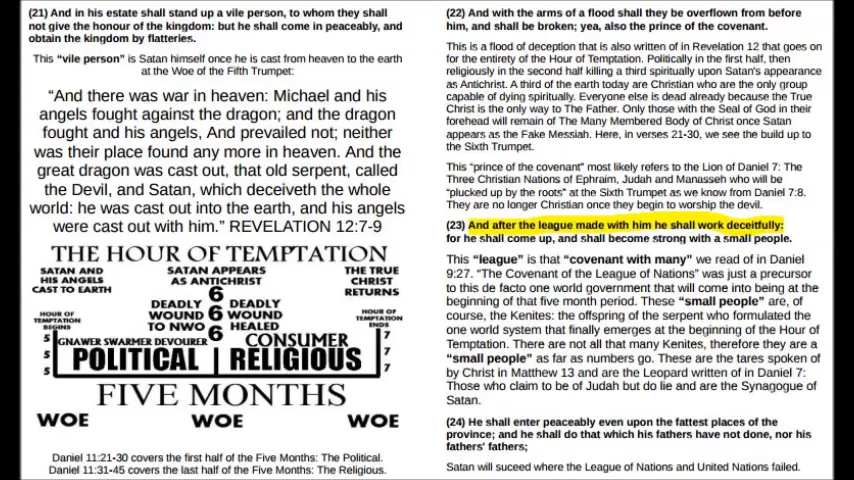 (21) And in his estate shall stand up a vile person, to whom they shall
not give the honour of the kingdom: but he shall come in peaceably, and
obtain the kingdom by flatteries.
This “vile person” is Satan himself once he is cast from heaven to the earth
at the Woe of the Fifth Trumpet:
“And there was war in heaven: Michael and his
angels fought against the dragon; and the dragon
fought and his angels, And prevailed not; neither
was their place found any more in heaven. And the
great dragon was cast out, that old serpent, called
the Devil, and Satan, which deceiveth the whole
world: he was cast out into the earth, and his angels
were cast out with him.” REVELATION 12:7-9
THE HOUR OF TEMPTATION
SATAN AND
HIS ANGELS
CAST TO EARTH
SATAN APPEARS
AS ANTICHRIST
THE TRUE
CHRIST
RETURNS
HOUR OF
TEMPTATION
BEGINS
5
5
5
DEADLY
WOUND
TO NWO
6
6
6
DEADLY
WOUND
HEALED
HOUR OF
TEMPTATION
ENDS
7
7
7
GNAWER SWARMER DEVOURER
CONSUMER
POLITICAL
RELIGIOUS
FIVE MONTHS
WOE WOE WOE
Daniel 11:21-30 covers the first half of the Five Months: The Political.
Daniel 11:31-45 covers the last half of the Five Months: The Religious.
(22) And with the arms of a flood shall they be overflown from before
him, and shall be broken; yea, also the prince of the covenant.
This is a flood of deception that is also written of in Revelation 12 that goes on
for the entirety of the Hour of Temptation. Politically in the first half, then
religiously in the second half killing a third spiritually upon Satan's appearance
as Antichrist. A third of the earth today are Christian who are the only group
capable of dying spiritually. Everyone else is dead already because the True
Christ is the only way to The Father. Only those with the Seal of God in their
forehead will remain of The Many Membered Body of Christ once Satan
appears as the Fake Messiah. Here, in verses 21-30, we see the build up to
the Sixth Trumpet.
This “prince of the covenant” most likely refers to the Lion of Daniel 7: The
Three Christian Nations of Ephraim, Judah and Manasseh who will be
“plucked up by the roots” at the Sixth Trumpet as we know from Daniel 7:8.
They are no longer Christian once they begin to worship the devil.
(23) And after the league made with him he shall work deceitfully:
for he shall come up, and shall become strong with a small people.
This “league” is that “covenant with many” we read of in Daniel
9:27. “The Covenant of the League of Nations” was just a precursor
to this de facto one world government that will come into being at the
beginning of that five month period. These “small people” are, of
course, the Kenites: the offspring of the serpent who formulated the
one world system that finally emerges at the beginning of the Hour of
Temptation. There are not all that many Kenites, therefore they are a
“small people” as far as numbers go. These are the tares spoken of
by Christ in Matthew 13 and are the Leopard written of in Daniel 7:
Those who claim to be of Judah but do lie and are the Synagogue of
Satan.
(24) He shall enter peaceably even upon the fattest places of the
province; and he shall do that which his fathers have not done, nor his
fathers' fathers;
Satan will suceed where the League of Nations and United Nations failed.